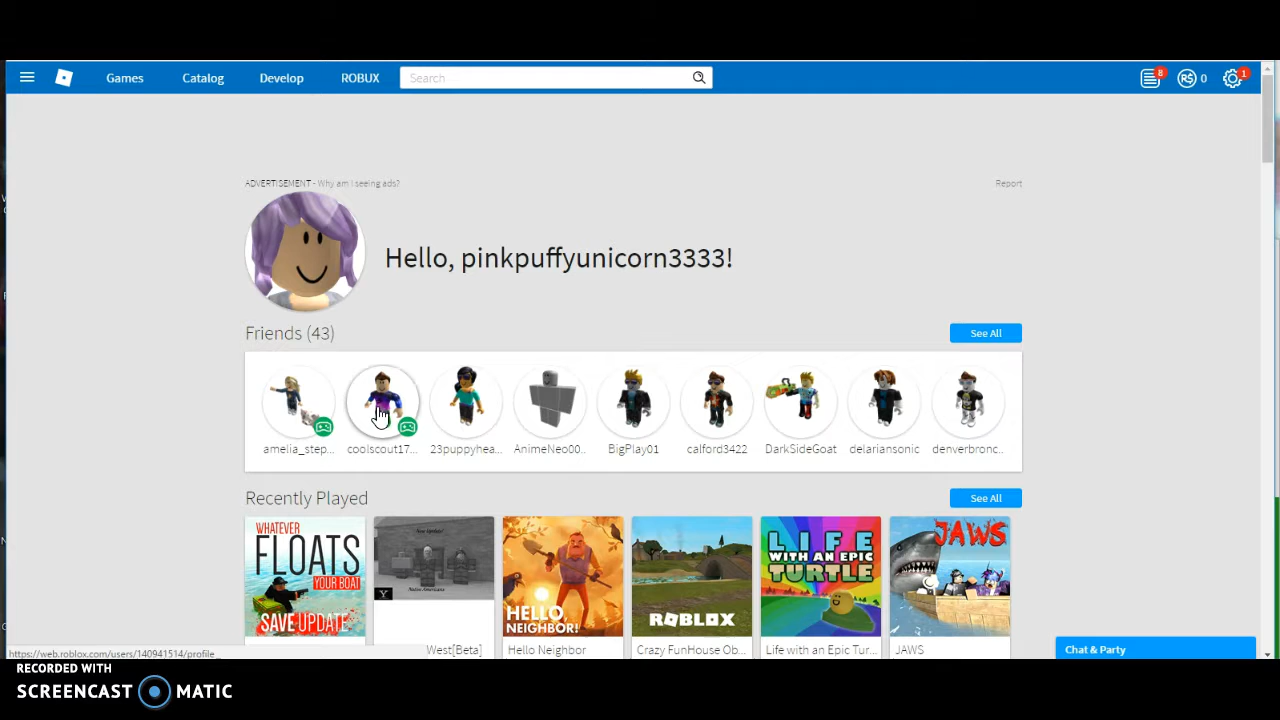 Games Catalog Develop ROBUX Search 8 R$ 0 1
ADVERTISEMENT - Why am I seeing ads? Report
Hello, pinkpuffyunicorn3333!
Friends (43) See All
amelia_step... coolscout17... 23puppyhea... AnimeNeo00.. BigPlay01 calford3422 DarkSideGoat delariansonic denverbronc..
Recently Played See All
WHATEVER
FLOATS
YOUR BOAT
SAVE UPDATE
Native Americans
HELLO,
NEIGHBOR!
ROBLOX
LIFE
WITH AN EPIC
TURTLE
JAWS
West[Beta] Hello Neighbor Crazy FunHouse Ob... Life with an Epic Tur... JAWS
Chat & Party
https://web.roblox.com/users/140941514/profile
RECORDED WITH
SCREENCAST MATIC